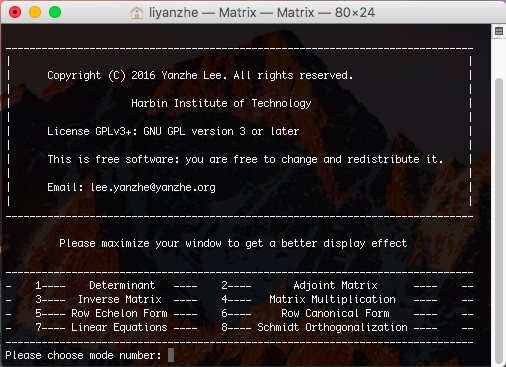 liyanzhe — Matrix — Matrix — 80×24
Copyright (C) 2016 Yanzhe Lee. All rights reserved.
Harbin Institute of Technology
License GPLv3+: GNU GPL version 3 or later
This is free software: you are free to change and redistribute it.
Email: lee.yanzhe@yanzhe.org
Please maximize your window to get a better display effect
- 1---- Determinant ---- 2---- Adjoint Matrix ---- --
- 3---- Inverse Matrix ---- 4---- Matrix Multiplication ---- --
- 5---- Row Echelon Form ---- 6---- Row Canonical Form ---- --
- 7---- Linear Equations ---- 8---- Schmidt Orthogonalization ---- --
Please choose mode number: